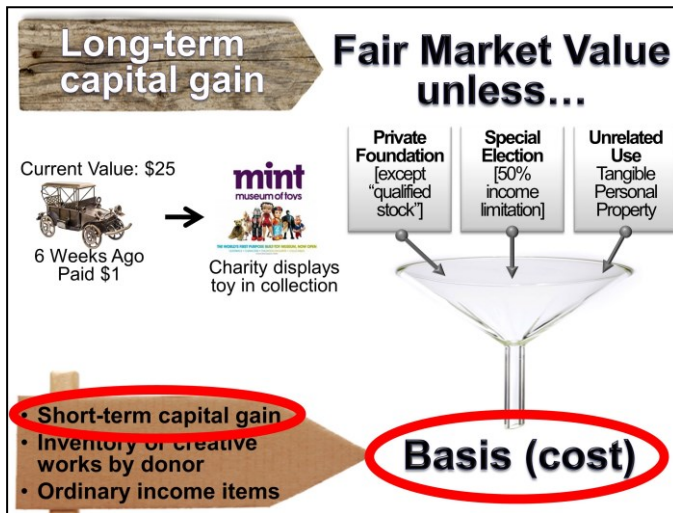 Long-term
capital gain
Fair Market Value
unless…
Private
Foundation
[except
“qualified
stock”]
Special
Election
[50%
income
limitation]
Unrelated
Use
Tangible
Personal
Property
Current Value: $25
6 Weeks Ago
Paid $1
mint
museum of toys
Charity displays
toy in collection
• Short-term capital gain
• Inventory or creative
works by donor
• Ordinary income items
Basis (cost)